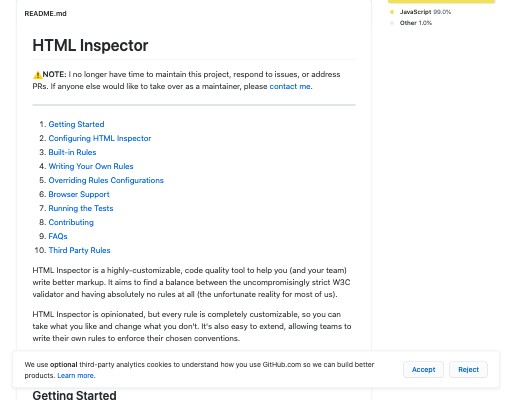 README.md
HTML Inspector
⚠️NOTE: I no longer have time to maintain this project, respond to issues, or address
PRs. If anyone else would like to take over as a maintainer, please contact me.
1. Getting Started
2. Configuring HTML Inspector
3. Built-in Rules
4. Writing Your Own Rules
5. Overriding Rules Configurations
6. Browser Support
7. Running the Tests
8. Contributing
9. FAQs
10. Third Party Rules
HTML Inspector is a highly-customizable, code quality tool to help you (and your team)
write better markup. It aims to find a balance between the uncompromisingly strict W3C
validator and having absolutely no rules at all (the unfortunate reality for most of us).
HTML Inspector is opinionated, but every rule is completely customizable, so you can
take what you like and change what you don't. It's also easy to extend, allowing teams to
write their own rules to enforce their chosen conventions.
Getting Started
JavaScript 99.0%
Other 1.0%
We use optional third-party analytics cookies to understand how you use GitHub.com so we can build better
products. Learn more.
Accept
Reject